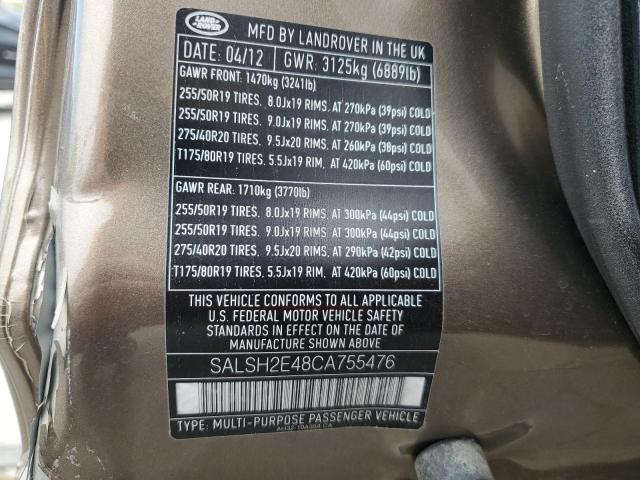 LAND ROVER
MFD BY LANDROVER IN THE UK
DATE: 04/12 GWR: 3125kg (6889lb)
GAWR FRONT: 1470kg (3241lb)
255/50R19 TIRES. 8.0Jx19 RIMS. AT 270kPa (39psi) COLD
255/50R19 TIRES. 9.0Jx19 RIMS. AT 270kPa (39psi) COLD
275/40R20 TIRES. 9.5Jx20 RIMS. AT 260kPa (38psi) COLD
T175/80R19 TIRES. 5.5Jx19 RIM. AT 420kPa (60psi) COLD
GAWR REAR: 1710kg (3770lb)
255/50R19 TIRES. 8.0Jx19 RIMS. AT 300kPa (44psi) COLD
255/50R19 TIRES. 9.0Jx19 RIMS. AT 300kPa (44psi) COLD
275/40R20 TIRES. 9.5Jx20 RIMS. AT 290kPa (42psi) COLD
T175/80R19 TIRES. 5.5Jx19 RIM. AT 420kPa (60psi) COLD
THIS VEHICLE CONFORMS TO ALL APPLICABLE
U.S. FEDERAL MOTOR VEHICLE SAFETY
STANDARDS IN EFFECT ON THE DATE OF
MANUFACTURE SHOWN ABOVE
SALSH2E48CA755476
TYPE: MULTI-PURPOSE PASSENGER VEHICLE